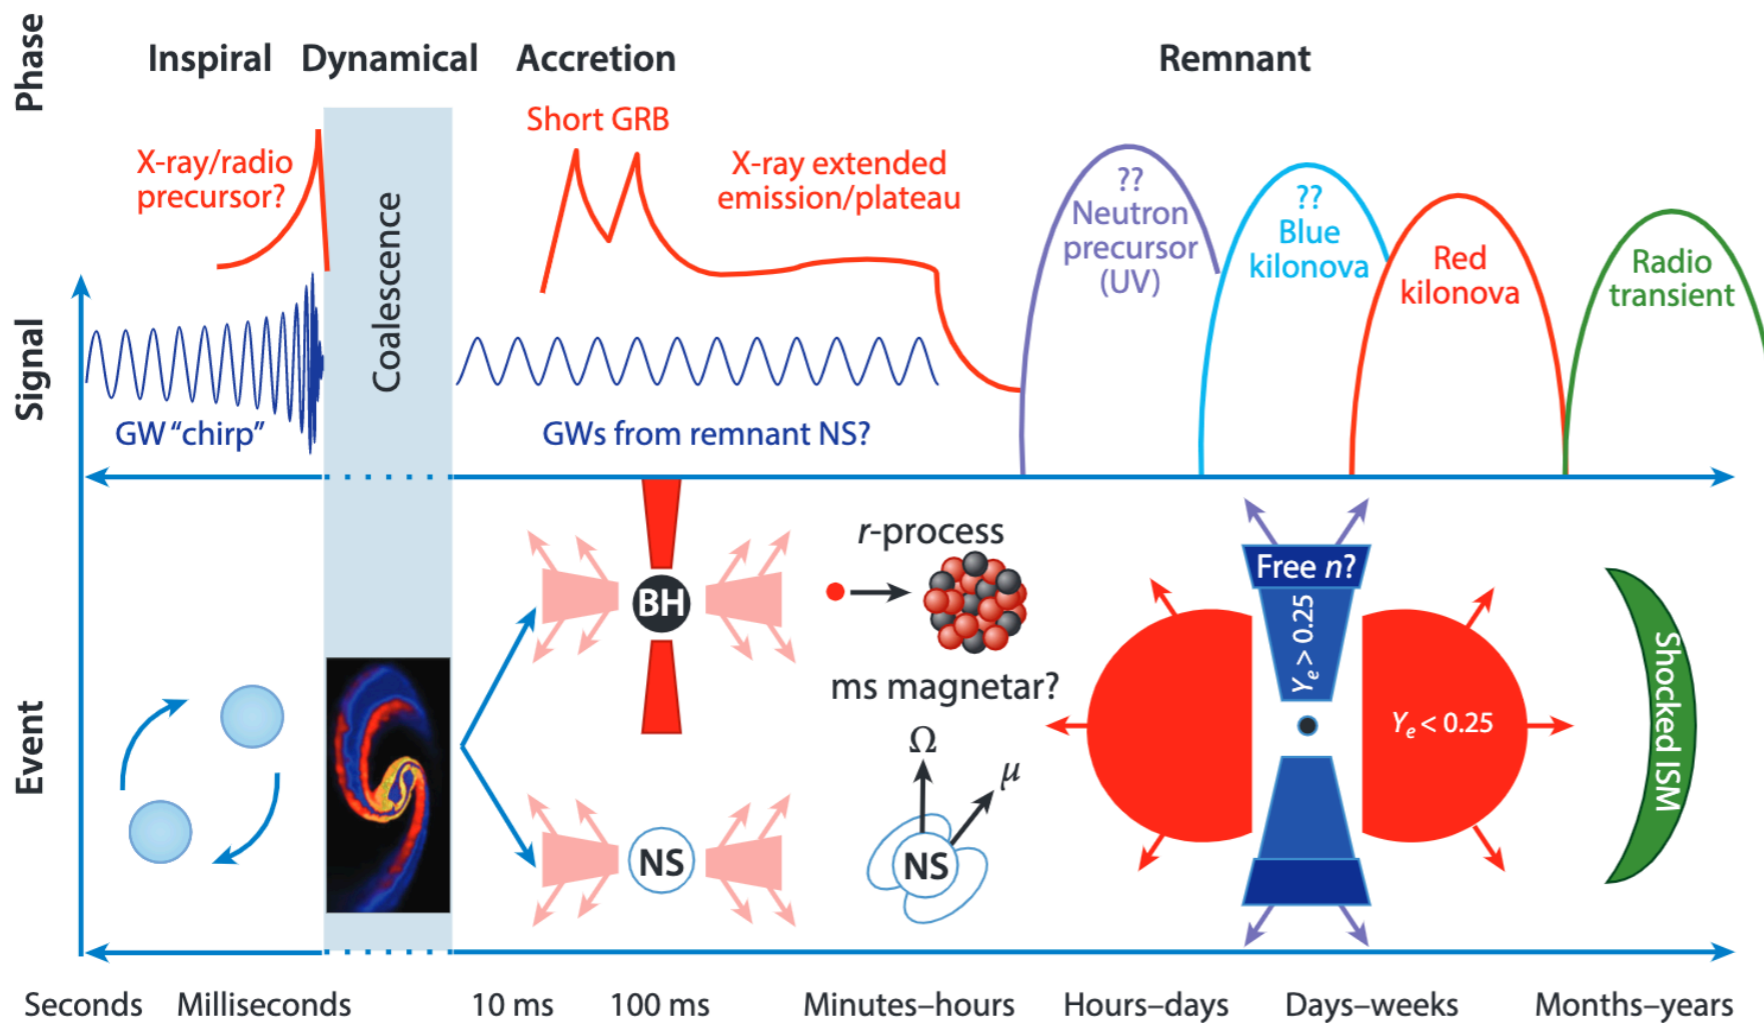 Phase
Inspiral
Dynamical
Accretion
Remnant
Signal
X-ray/radio
precursor?
GW “chirp”
Coalescence
Short GRB
X-ray extended
emission/plateau
GWs from remnant NS?
??
Neutron
precursor
(UV)
??
Blue
kilonova
Red
kilonova
Radio
transient
Event
BH
NS
r-process
ms magnetar?
Ω
μ
NS
Free n?
Yₑ > 0.25
Yₑ < 0.25
Shocked ISM
Seconds
Milliseconds
10 ms
100 ms
Minutes–hours
Hours–days
Days–weeks
Months–years